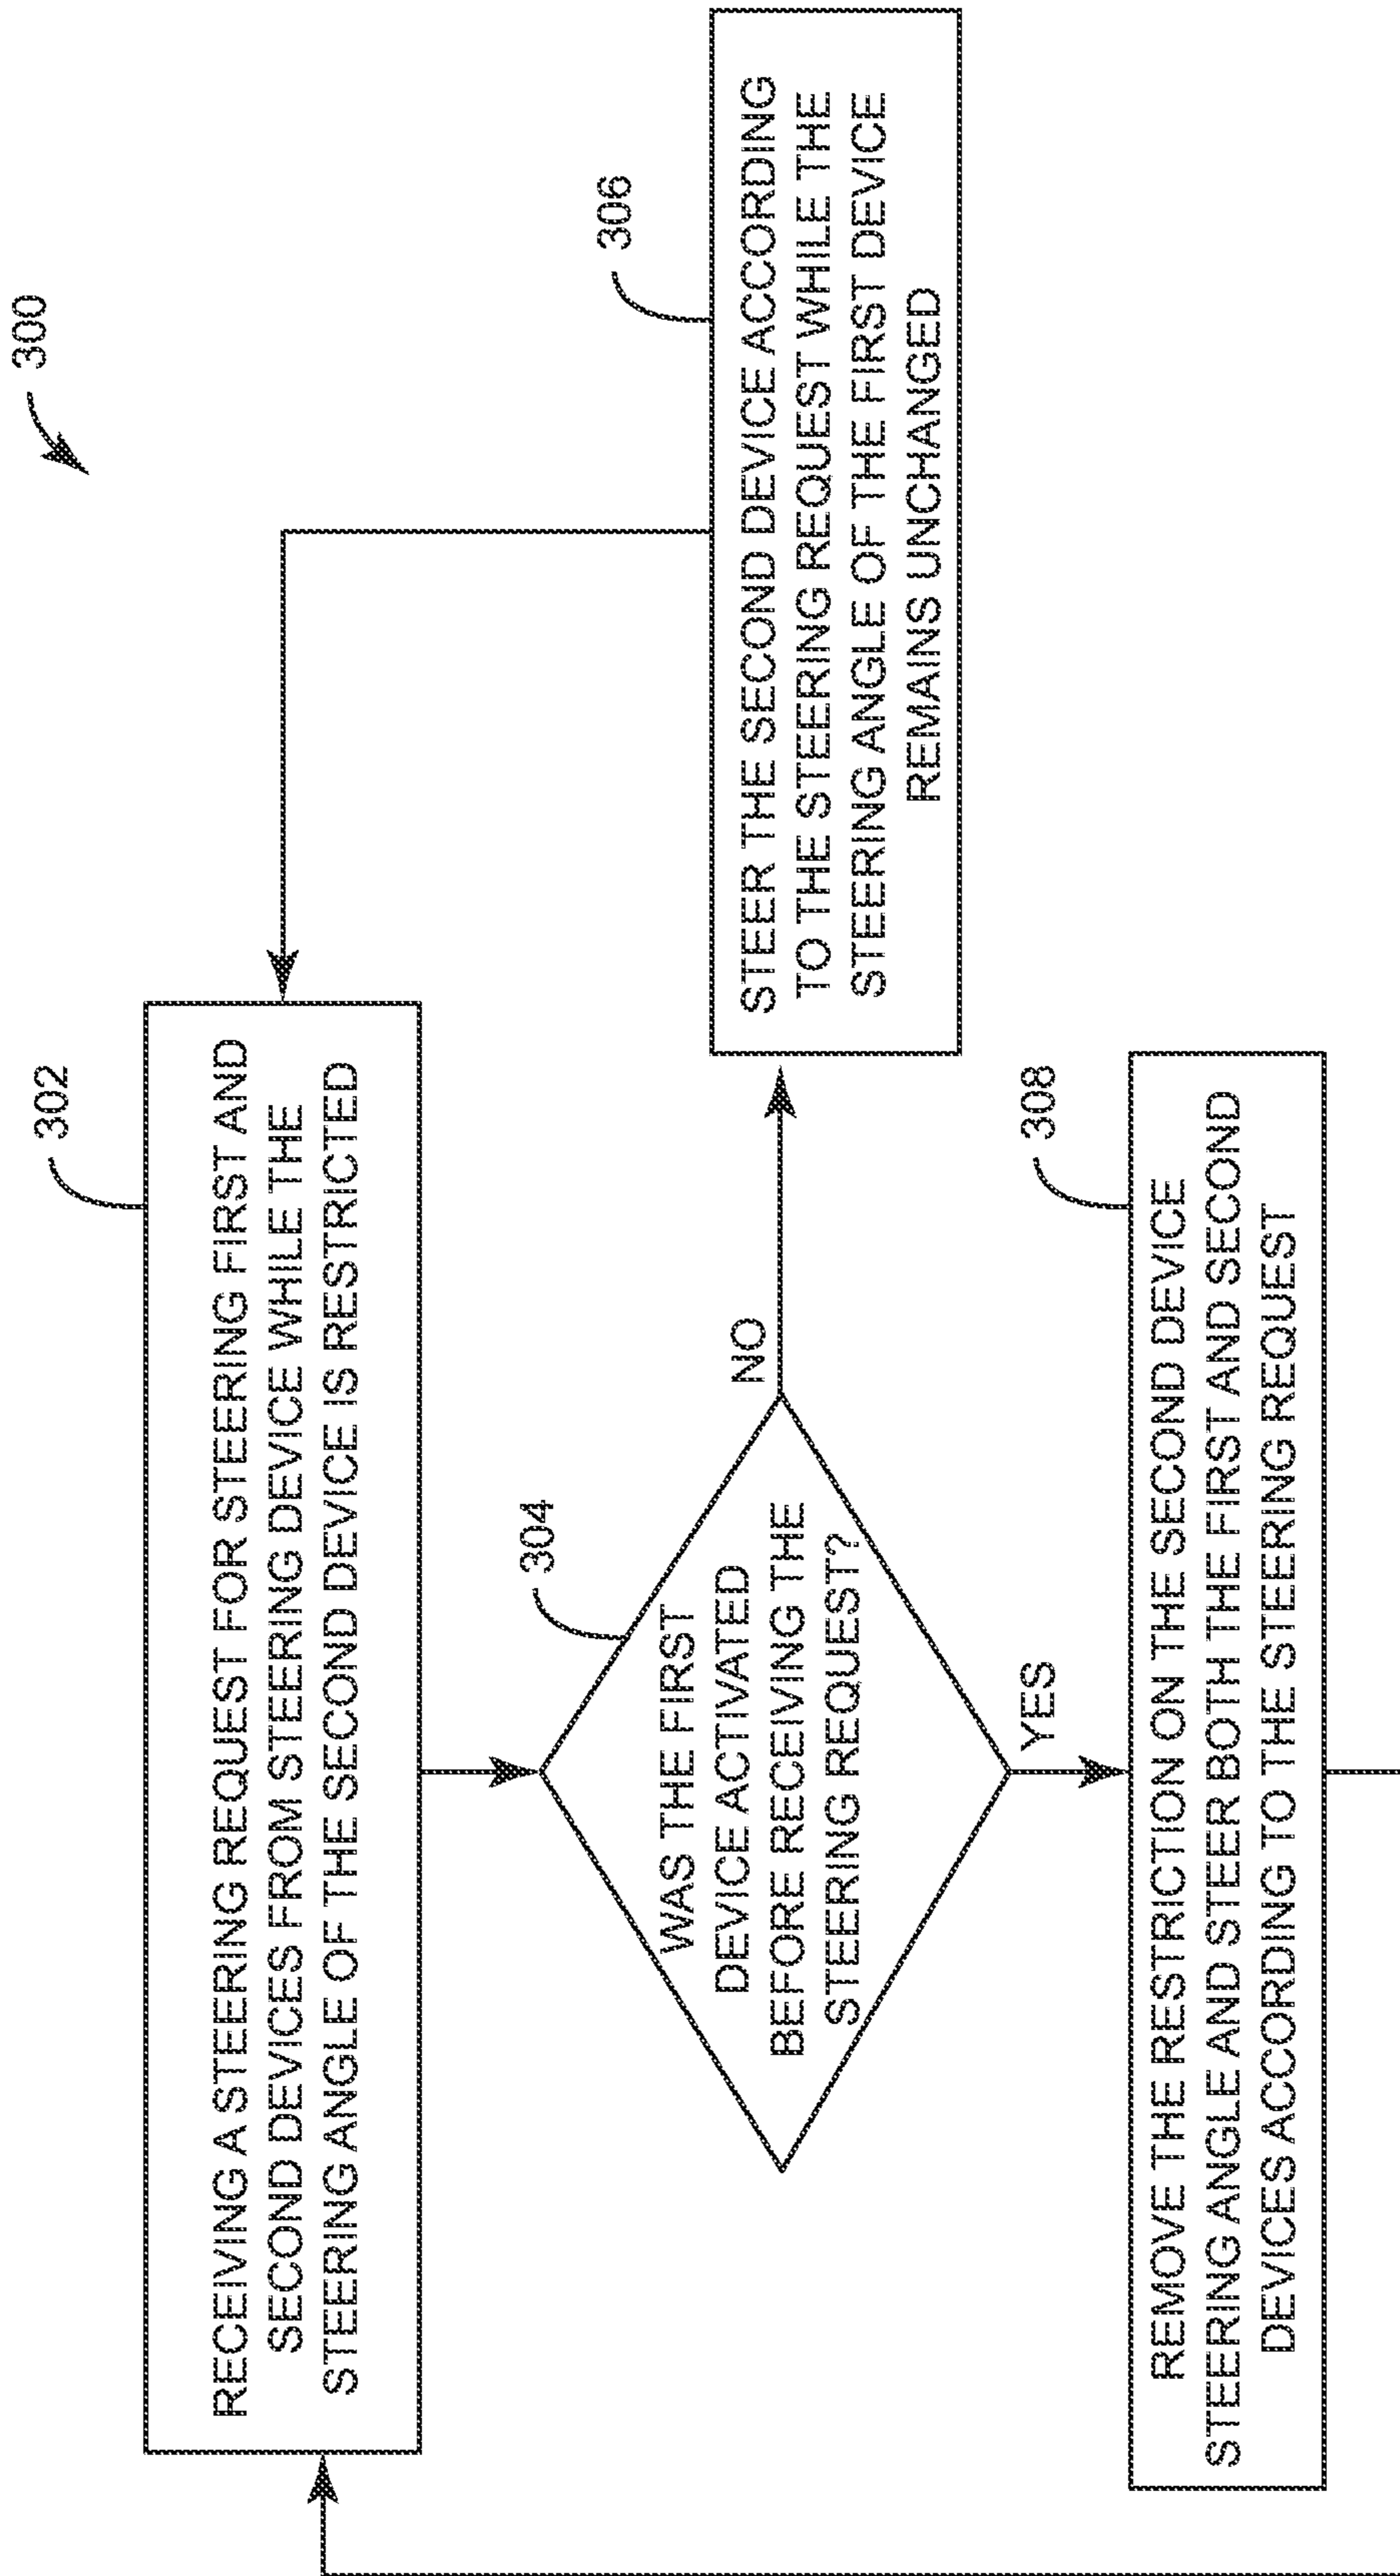 300
302
RECEIVING A STEERING REQUEST FOR STEERING FIRST AND
SECOND DEVICES FROM STEERING DEVICE WHILE THE
STEERING ANGLE OF THE SECOND DEVICE IS RESTRICTED
304
WAS THE FIRST
DEVICE ACTIVATED
BEFORE RECEIVING THE
STEERING REQUEST?
NO
306
STEER THE SECOND DEVICE ACCORDING
TO THE STEERING REQUEST WHILE THE
STEERING ANGLE OF THE FIRST DEVICE
REMAINS UNCHANGED
YES
308
REMOVE THE RESTRICTION ON THE SECOND DEVICE
STEERING ANGLE AND STEER BOTH THE FIRST AND SECOND
DEVICES ACCORDING TO THE STEERING REQUEST